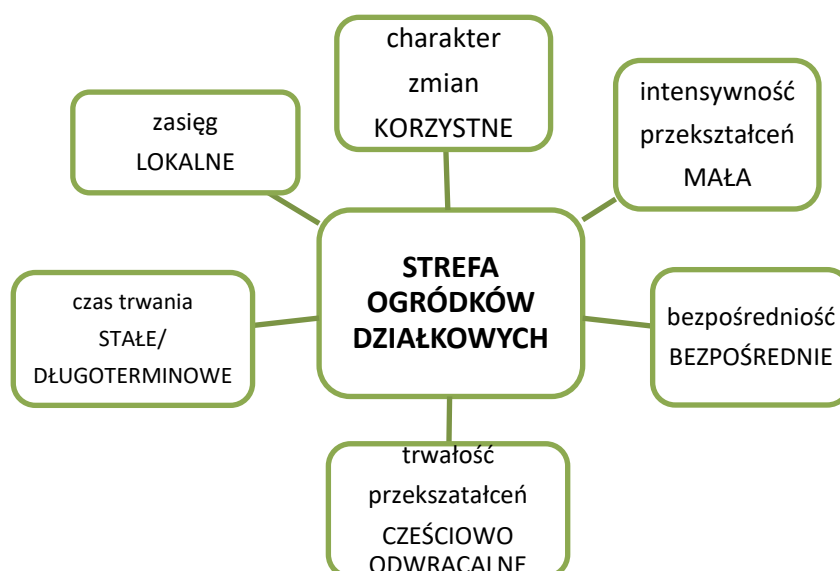 charakter
zmian
KORZYSTNE
intensywność
przekształceń
MAŁA
zasięg
LOKALNE
STREFA
OGRÓDKÓW
DZIAŁKOWYCH
czas trwania
STAŁE/
DŁUGOTERMINOWE
bezpośredniość
BEZPOŚREDNIE
trwałość
przekszatałceń
CZEŚCIOWO
ODWRACALNE